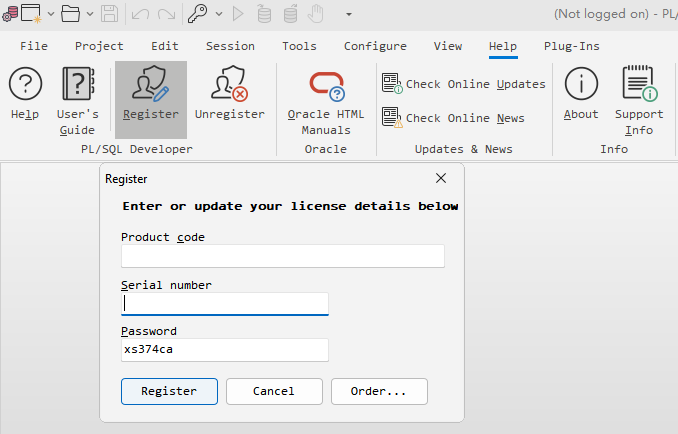 (Not logged on) - PL/
File Project Edit Session Tools Configure View Help Plug-Ins
Help
User's Guide
Register
Unregister
PL/SQL Developer
Oracle HTML Manuals
Oracle
Check Online Updates
Check Online News
Updates & News
About
Support Info
Info
Register
Enter or update your license details below
Product code
Serial number
Password
xs374ca
Register Cancel Order...